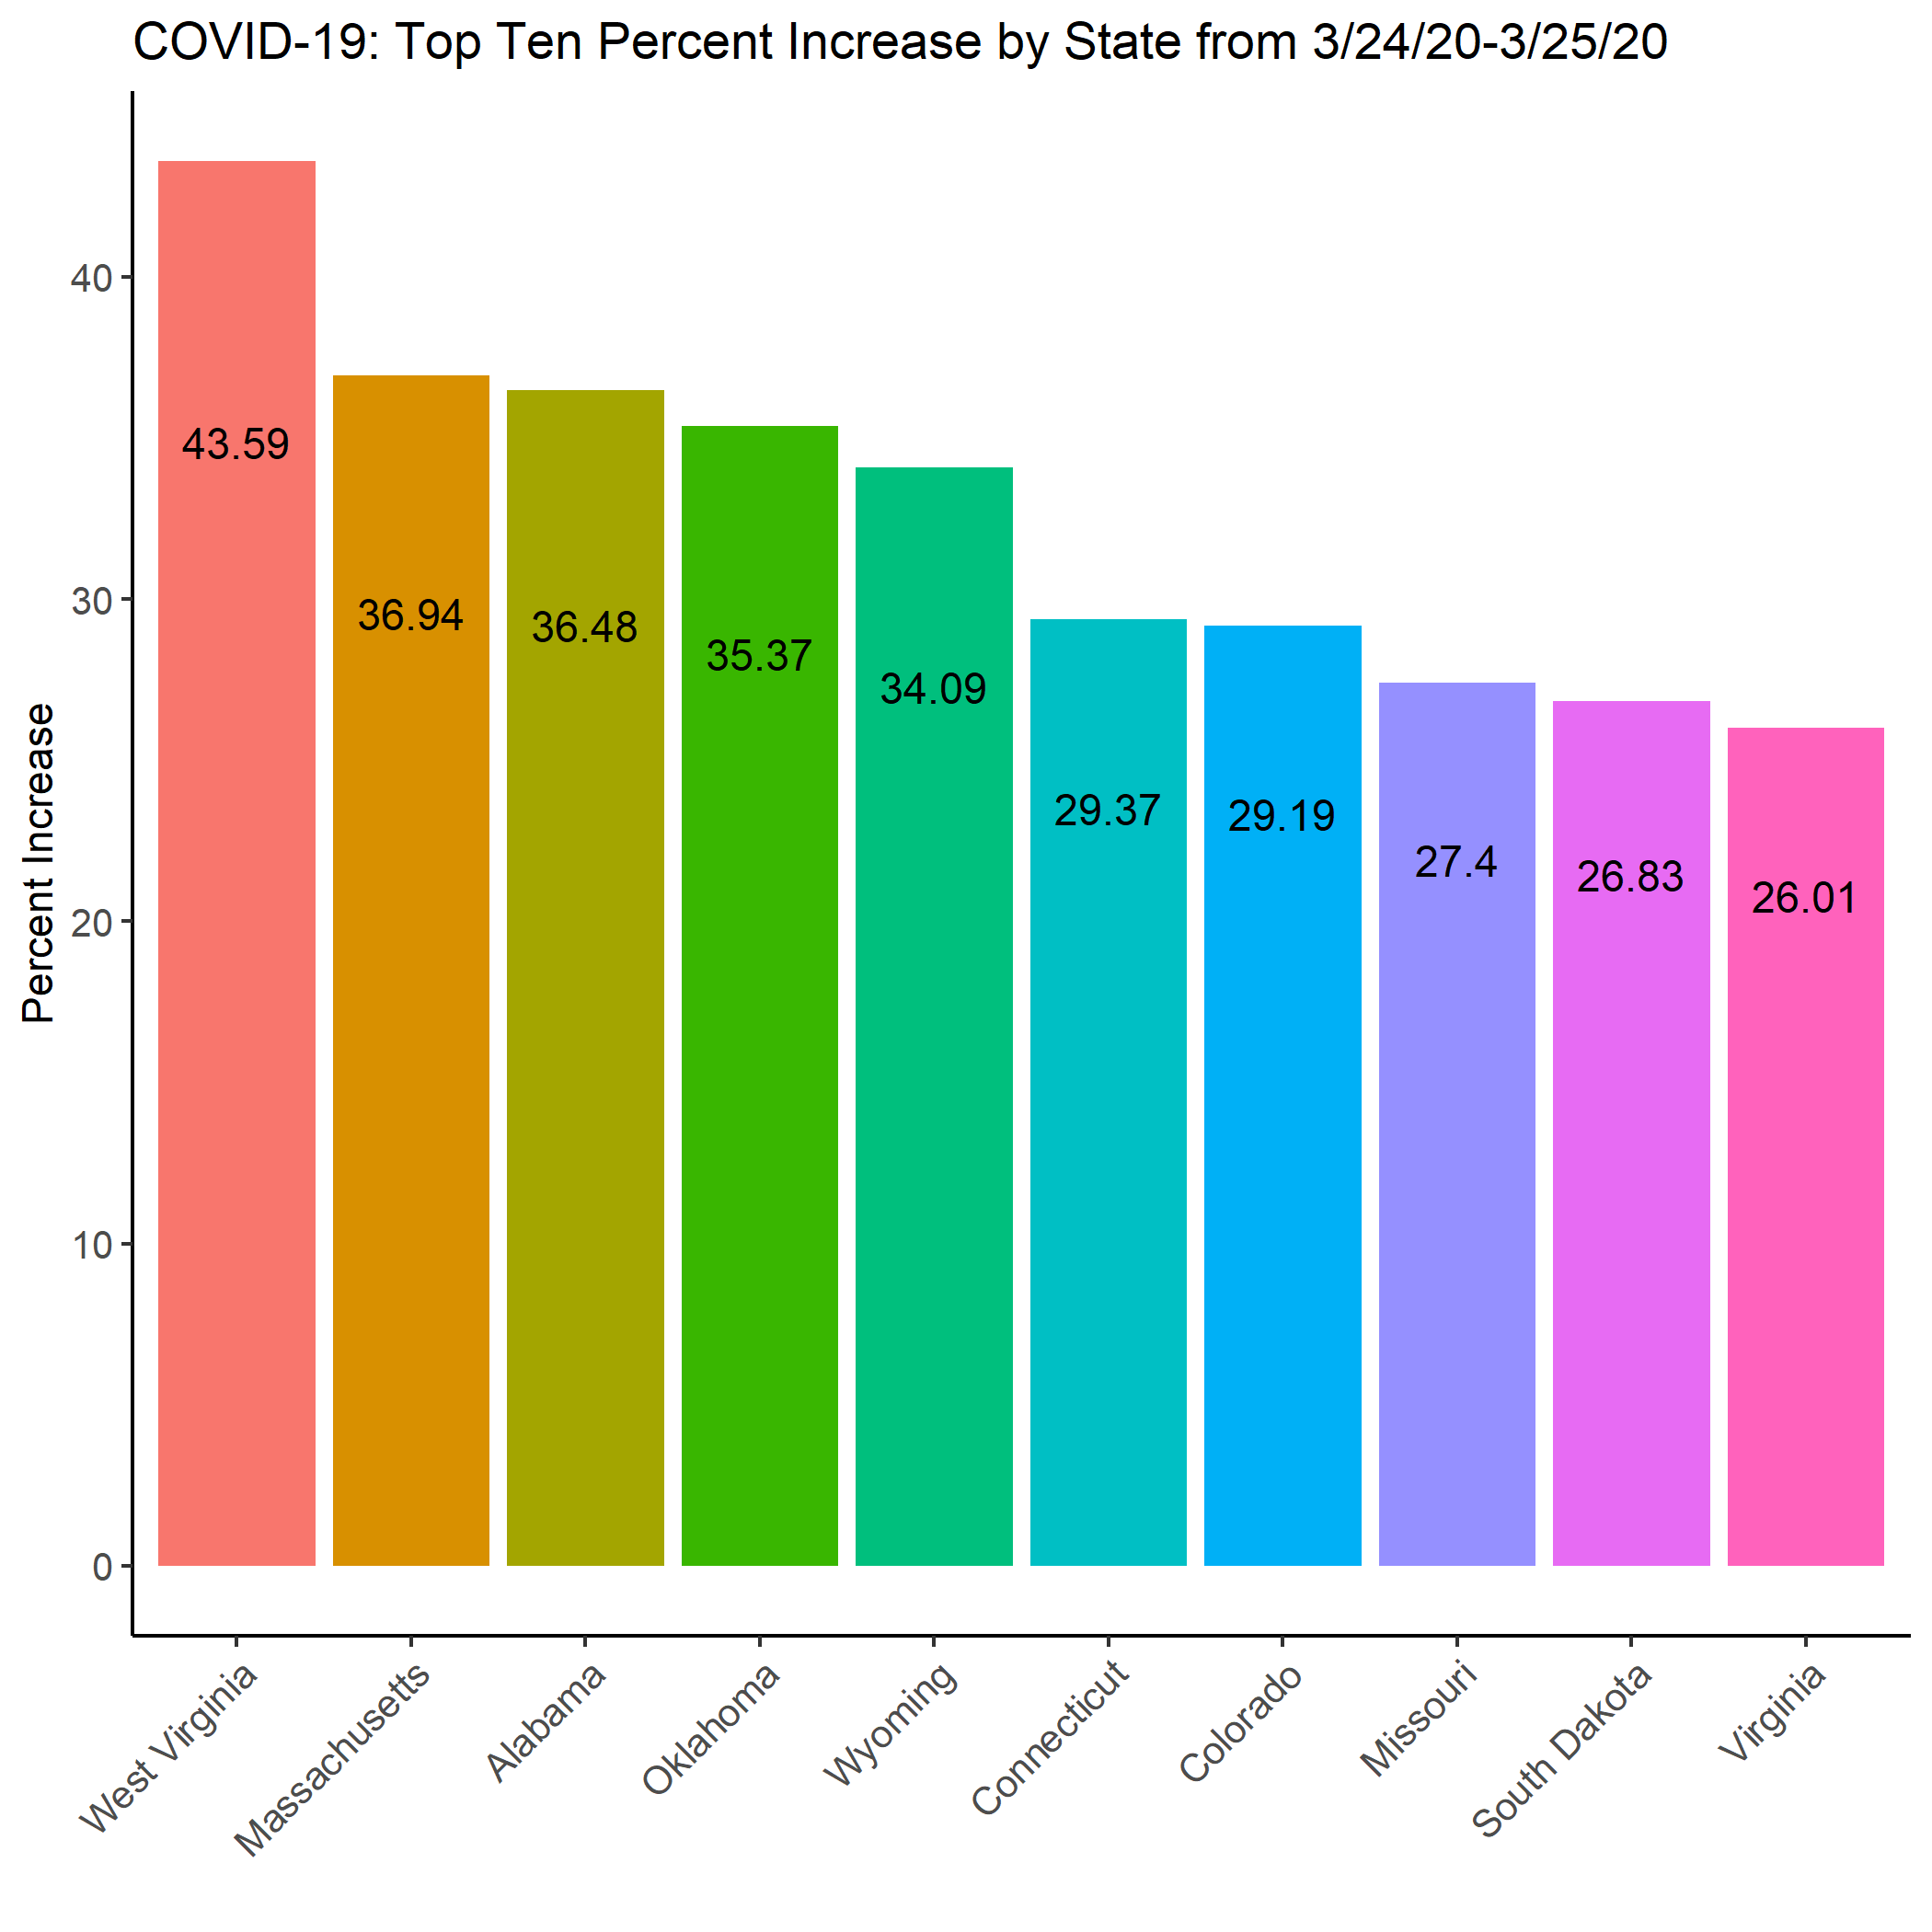 COVID-19: Top Ten Percent Increase by State from 3/24/20-3/25/20
Percent Increase
40
30
20
10
0
43.59
36.94
36.48
35.37
34.09
29.37
29.19
27.4
26.83
26.01
West Virginia
Massachusetts
Alabama
Oklahoma
Wyoming
Connecticut
Colorado
Missouri
South Dakota
Virginia